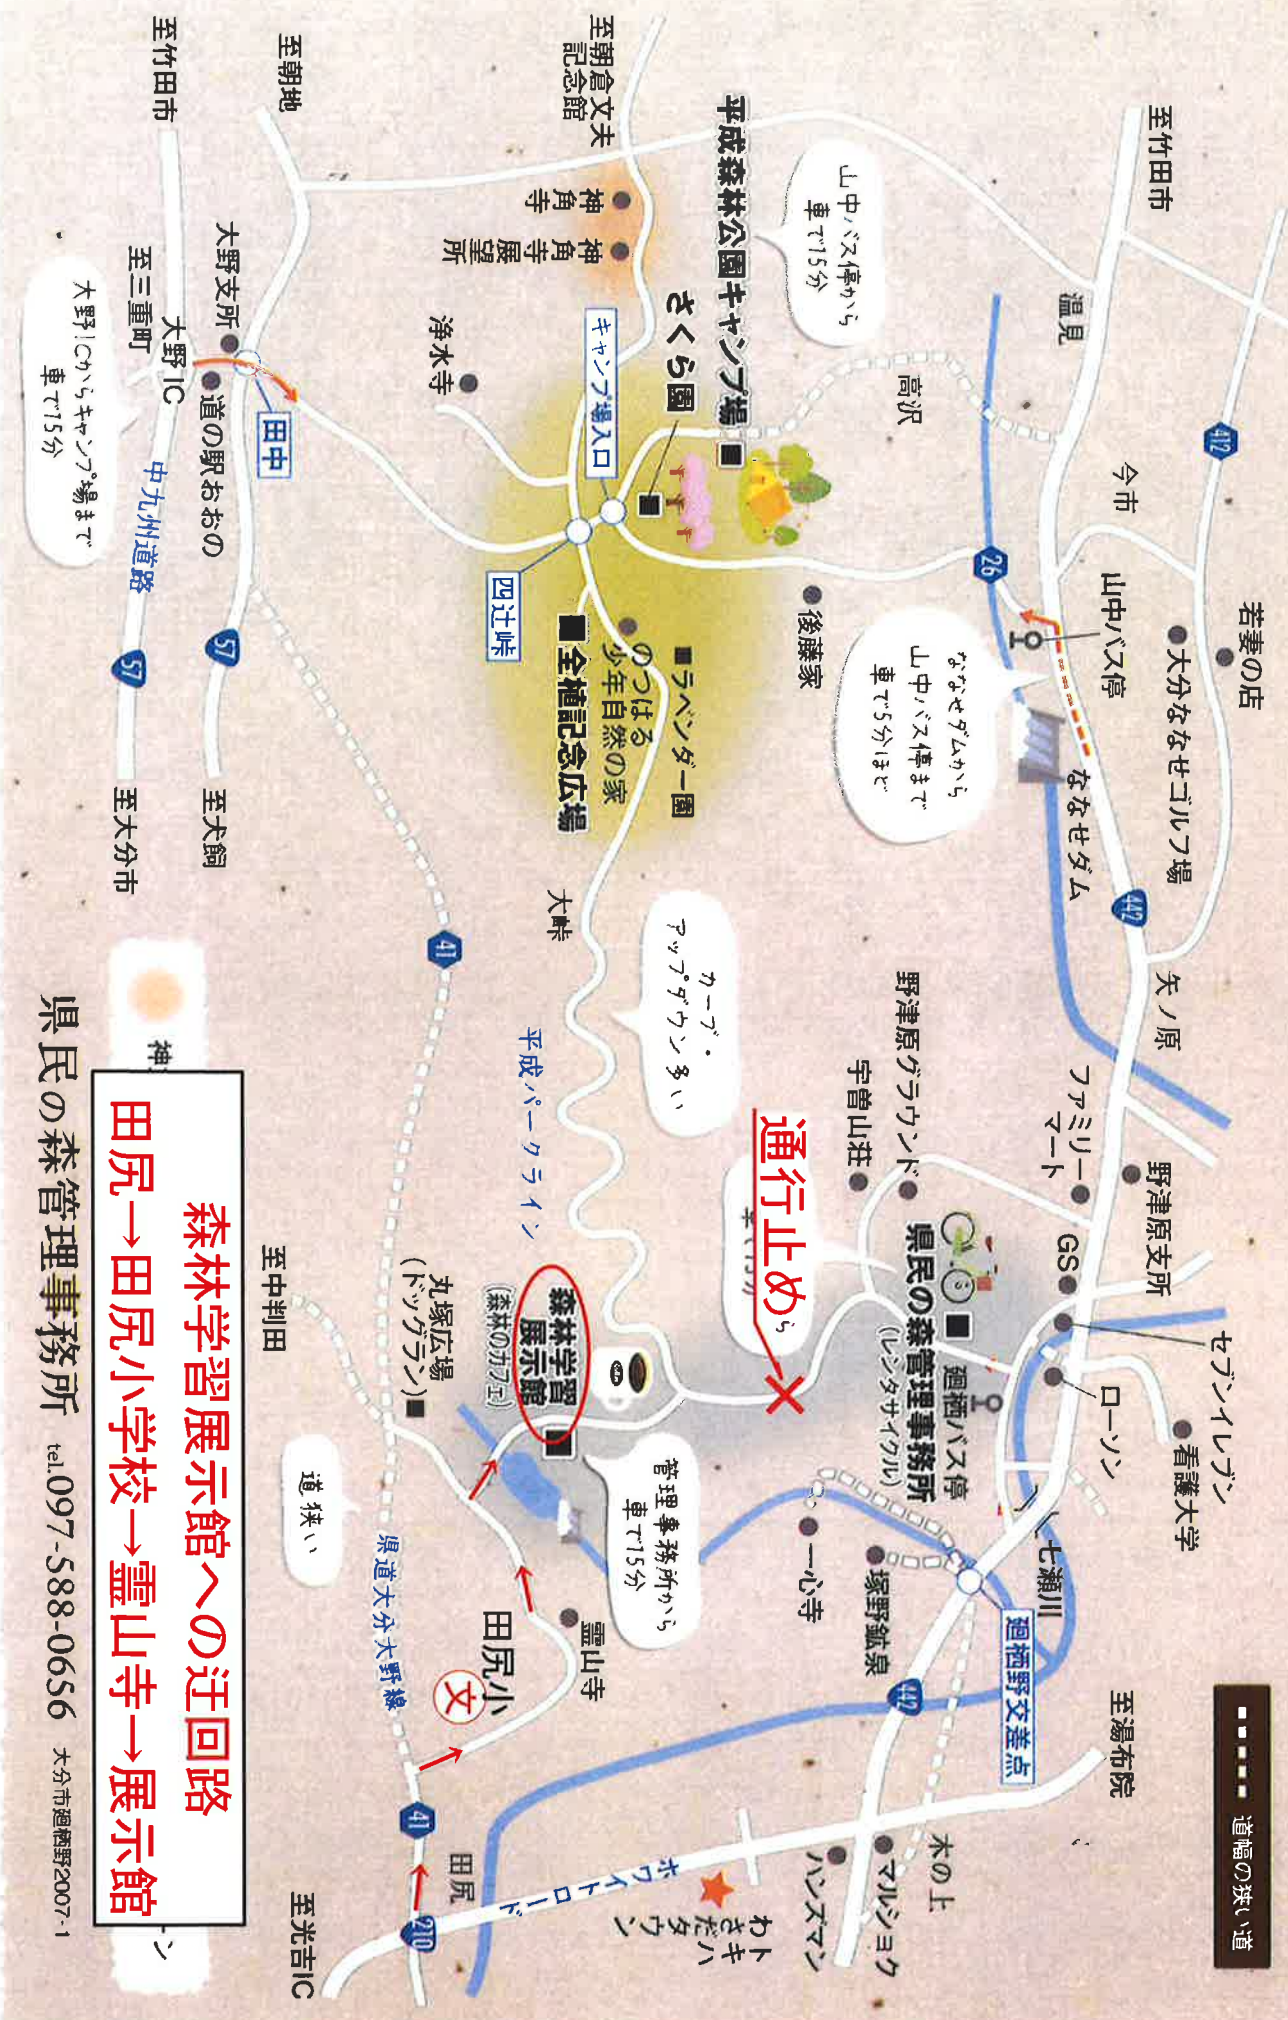 道幅の狭い道
至竹田市
温見
412
今市
若妻の店
大分ななせゴルフ場
山中バス停
26
ななせダム
442
矢ノ原
ファミリー
マート
野津原支所
GS
セブンイレブン
ローソン
看護大学
七瀬川
廻栖野交差点
至湯布院
442
木の上
マルショク
ハンズマン
トキハ
わさだタウン
ホワイトロード
210
至光吉IC
田尻
41
山中バス停から
車で15分
高沢
平成森林公園キャンプ場
さくら園
キャンプ場入口
後藤家
ななせダムから
山中バス停まで
車で5分ほど
野津原グラウンド
宇曽山荘
県民の森管理事務所
(レンタサイクル)
廻栖バス停
塚野鉱泉
一心寺
通行止め
ら
車で15分
カーブ・
アップダウン多い
管理事務所から
車で15分
至朝倉文夫
記念館
神角寺
神角寺展望所
浄水寺
四辻峠
ラベンダー園
のつはる
少年自然の家
全植記念広場
大峠
平成パークライン
森林学習
展示館
(森林のカフェ)
丸塚広場
(ドッグラン)
霊山寺
田尻小
文
県道大分大野線
道狭い
41
至中判田
至朝地
至竹田市
大野支所
田中
道の駅おおの
大野IC
至三重町
大野ICからキャンプ場まで
車で15分
中九州道路
57
57
至犬飼
至大分市
神
ン
森林学習展示館への迂回路
田尻→田尻小学校→霊山寺→展示館
県民の森管理事務所 tel.097-588-0656 大分市廻栖野2007-1